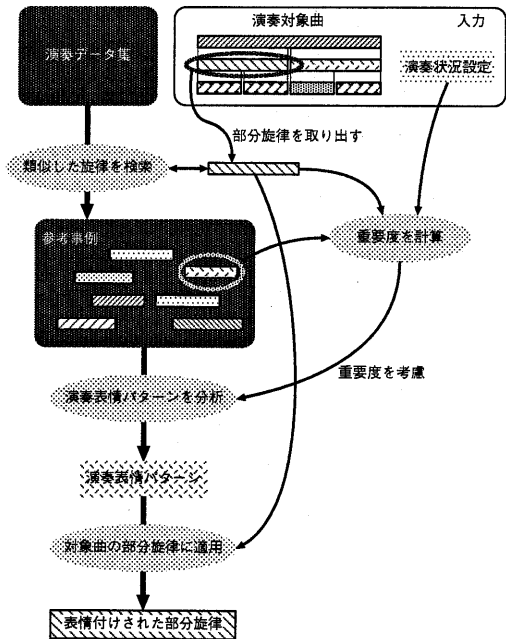 演奏データ集
演奏対象曲
入力
演奏状況設定
部分旋律を取り出す
類似した旋律を検索
参考事例
重要度を計算
重要度を考慮
演奏表情パターンを分析
演奏表情パターン
対象曲の部分旋律に適用
表情付けされた部分旋律